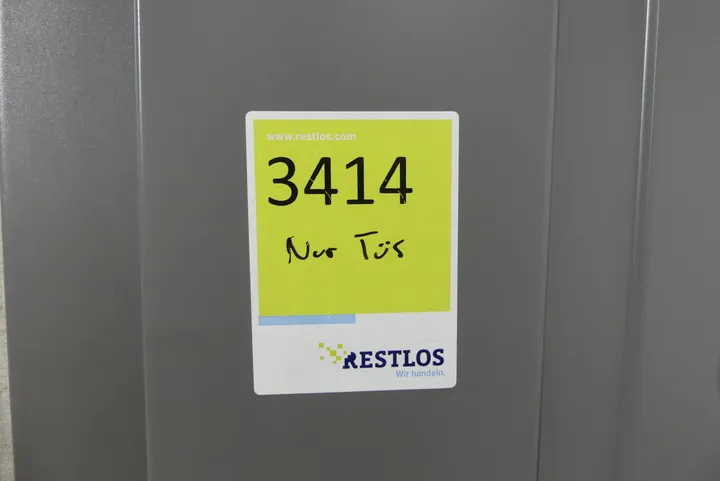 www.restlos.com
3414
Nur Tür
RESTLOS
Wir handeln.